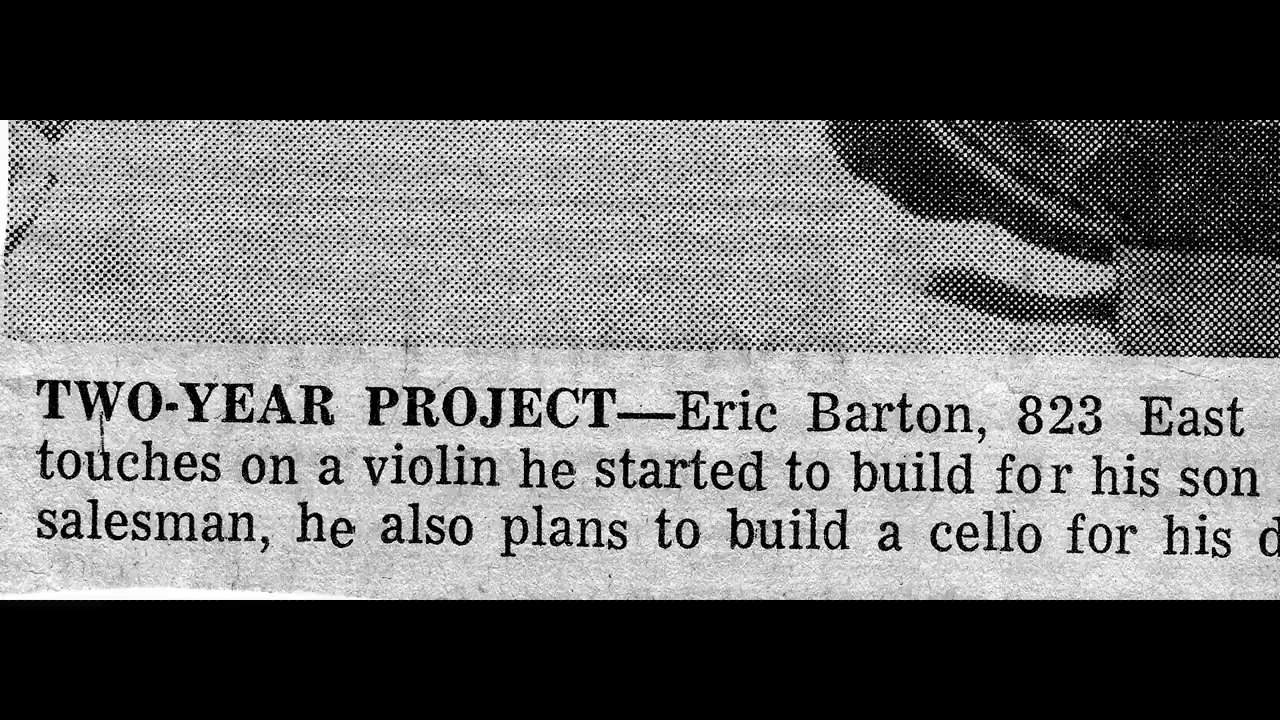 TWO-YEAR PROJECT—Eric Barton, 823 East
touches on a violin he started to build for his son
salesman, he also plans to build a cello for his